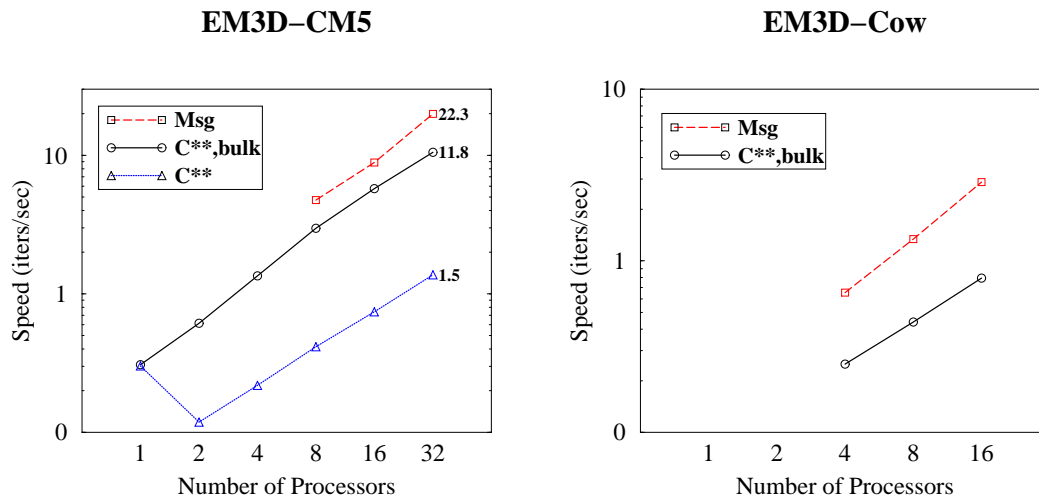 EM3D−CM5
Msg
C**,bulk
C**
22.3
11.8
1.5
10
1
0
Speed (iters/sec)
1 2 4 8 16 32
Number of Processors
EM3D−Cow
Msg
C**,bulk
10
1
0
Speed (iters/sec)
1 2 4 8 16
Number of Processors